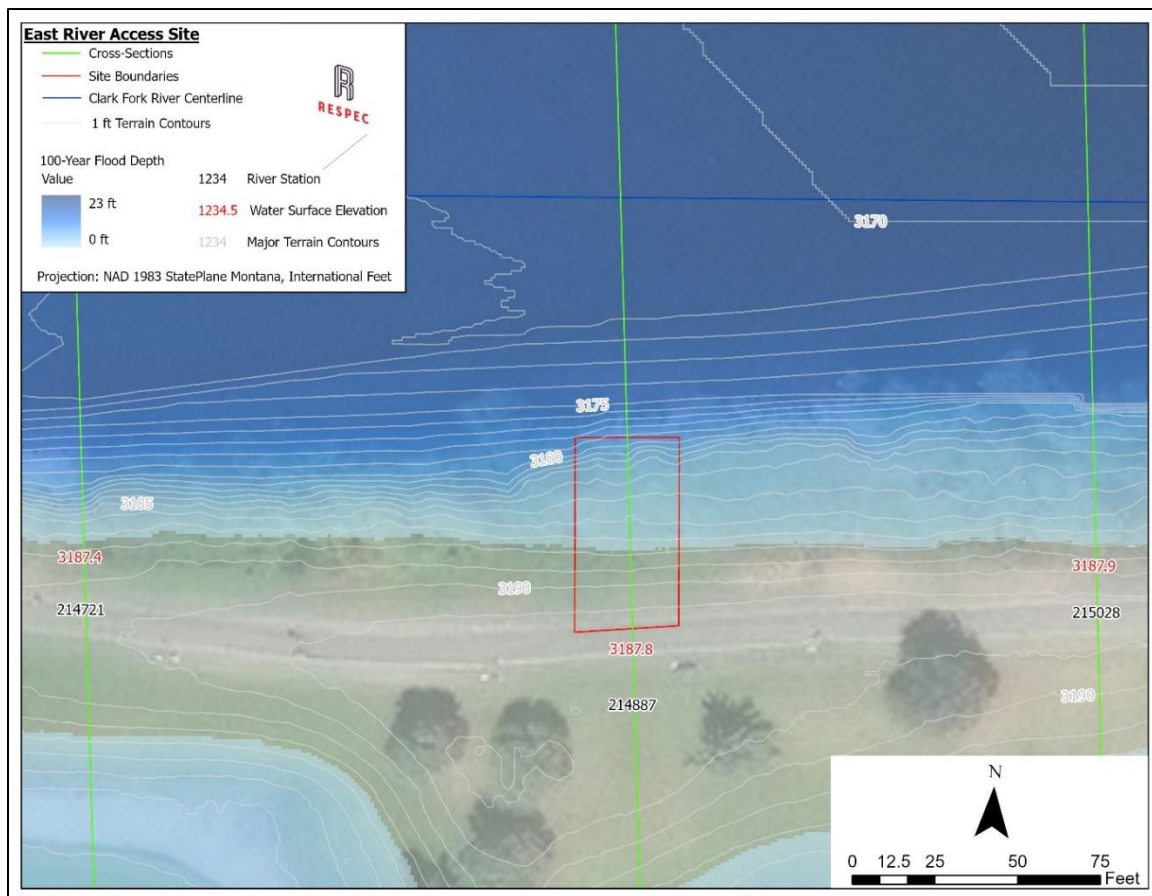 East River Access Site
Cross-Sections
Site Boundaries
Clark Fork River Centerline
1 ft Terrain Contours
R
RESPEC
100-Year Flood Depth
Value
23 ft
0 ft
1234 River Station
1234.5 Water Surface Elevation
1234 Major Terrain Contours
Projection: NAD 1983 StatePlane Montana, International Feet
3170
3175
3180
3185
3187.4
3187.9
3190
214721
215028
3187.8
3190
214887
N
0 12.5 25 50 75
Feet